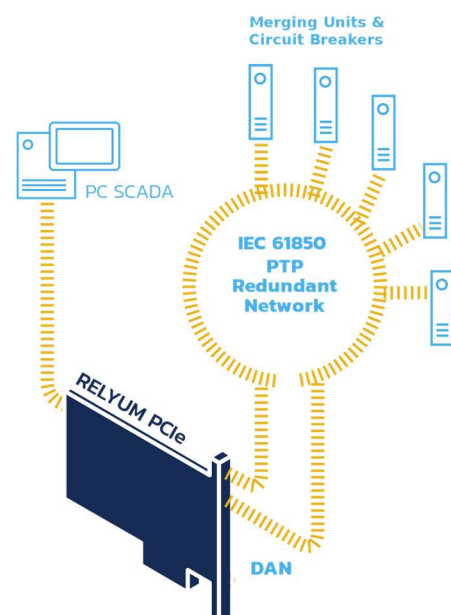 Merging Units &
Circuit Breakers
PC SCADA
IEC 61850
PTP
Redundant
Network
RELYUM PCIe
DAN